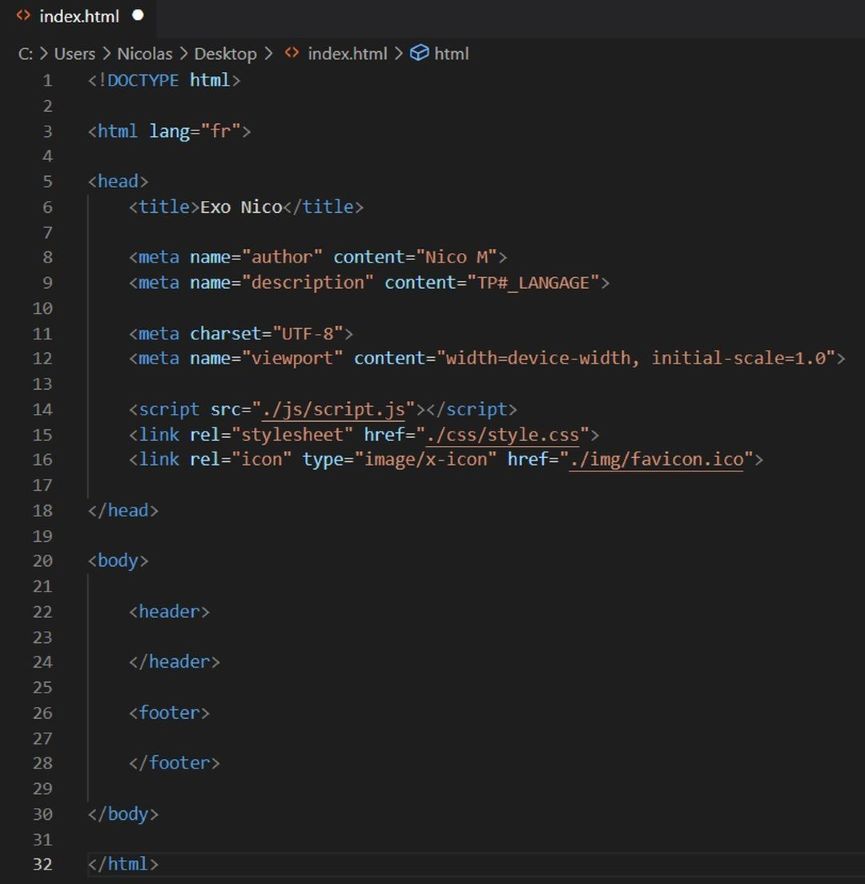 index.html
C: > Users > Nicolas > Desktop > index.html > html
1 <!DOCTYPE html>
2
3 <html lang="fr">
4
5 <head>
6     <title>Exo Nico</title>
7
8     <meta name="author" content="Nico M">
9     <meta name="description" content="TP#_LANGAGE">
10
11     <meta charset="UTF-8">
12     <meta name="viewport" content="width=device-width, initial-scale=1.0">
13
14     <script src="./js/script.js"></script>
15     <link rel="stylesheet" href="./css/style.css">
16     <link rel="icon" type="image/x-icon" href="./img/favicon.ico">
17
18 </head>
19
20 <body>
21
22     <header>
23
24     </header>
25
26     <footer>
27
28     </footer>
29
30 </body>
31
32 </html>